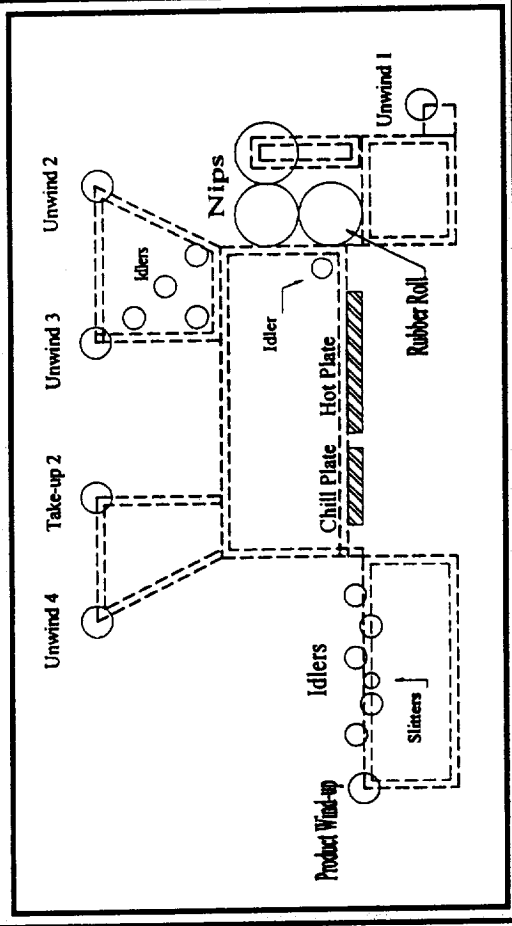 Unwind 4
Take-up 2
Unwind 3
Unwind 2
Idlers
Nips
Idler
Unwind 1
Chill Plate
Hot Plate
Rubber Roll
Idlers
Slitters
Product Wind-up